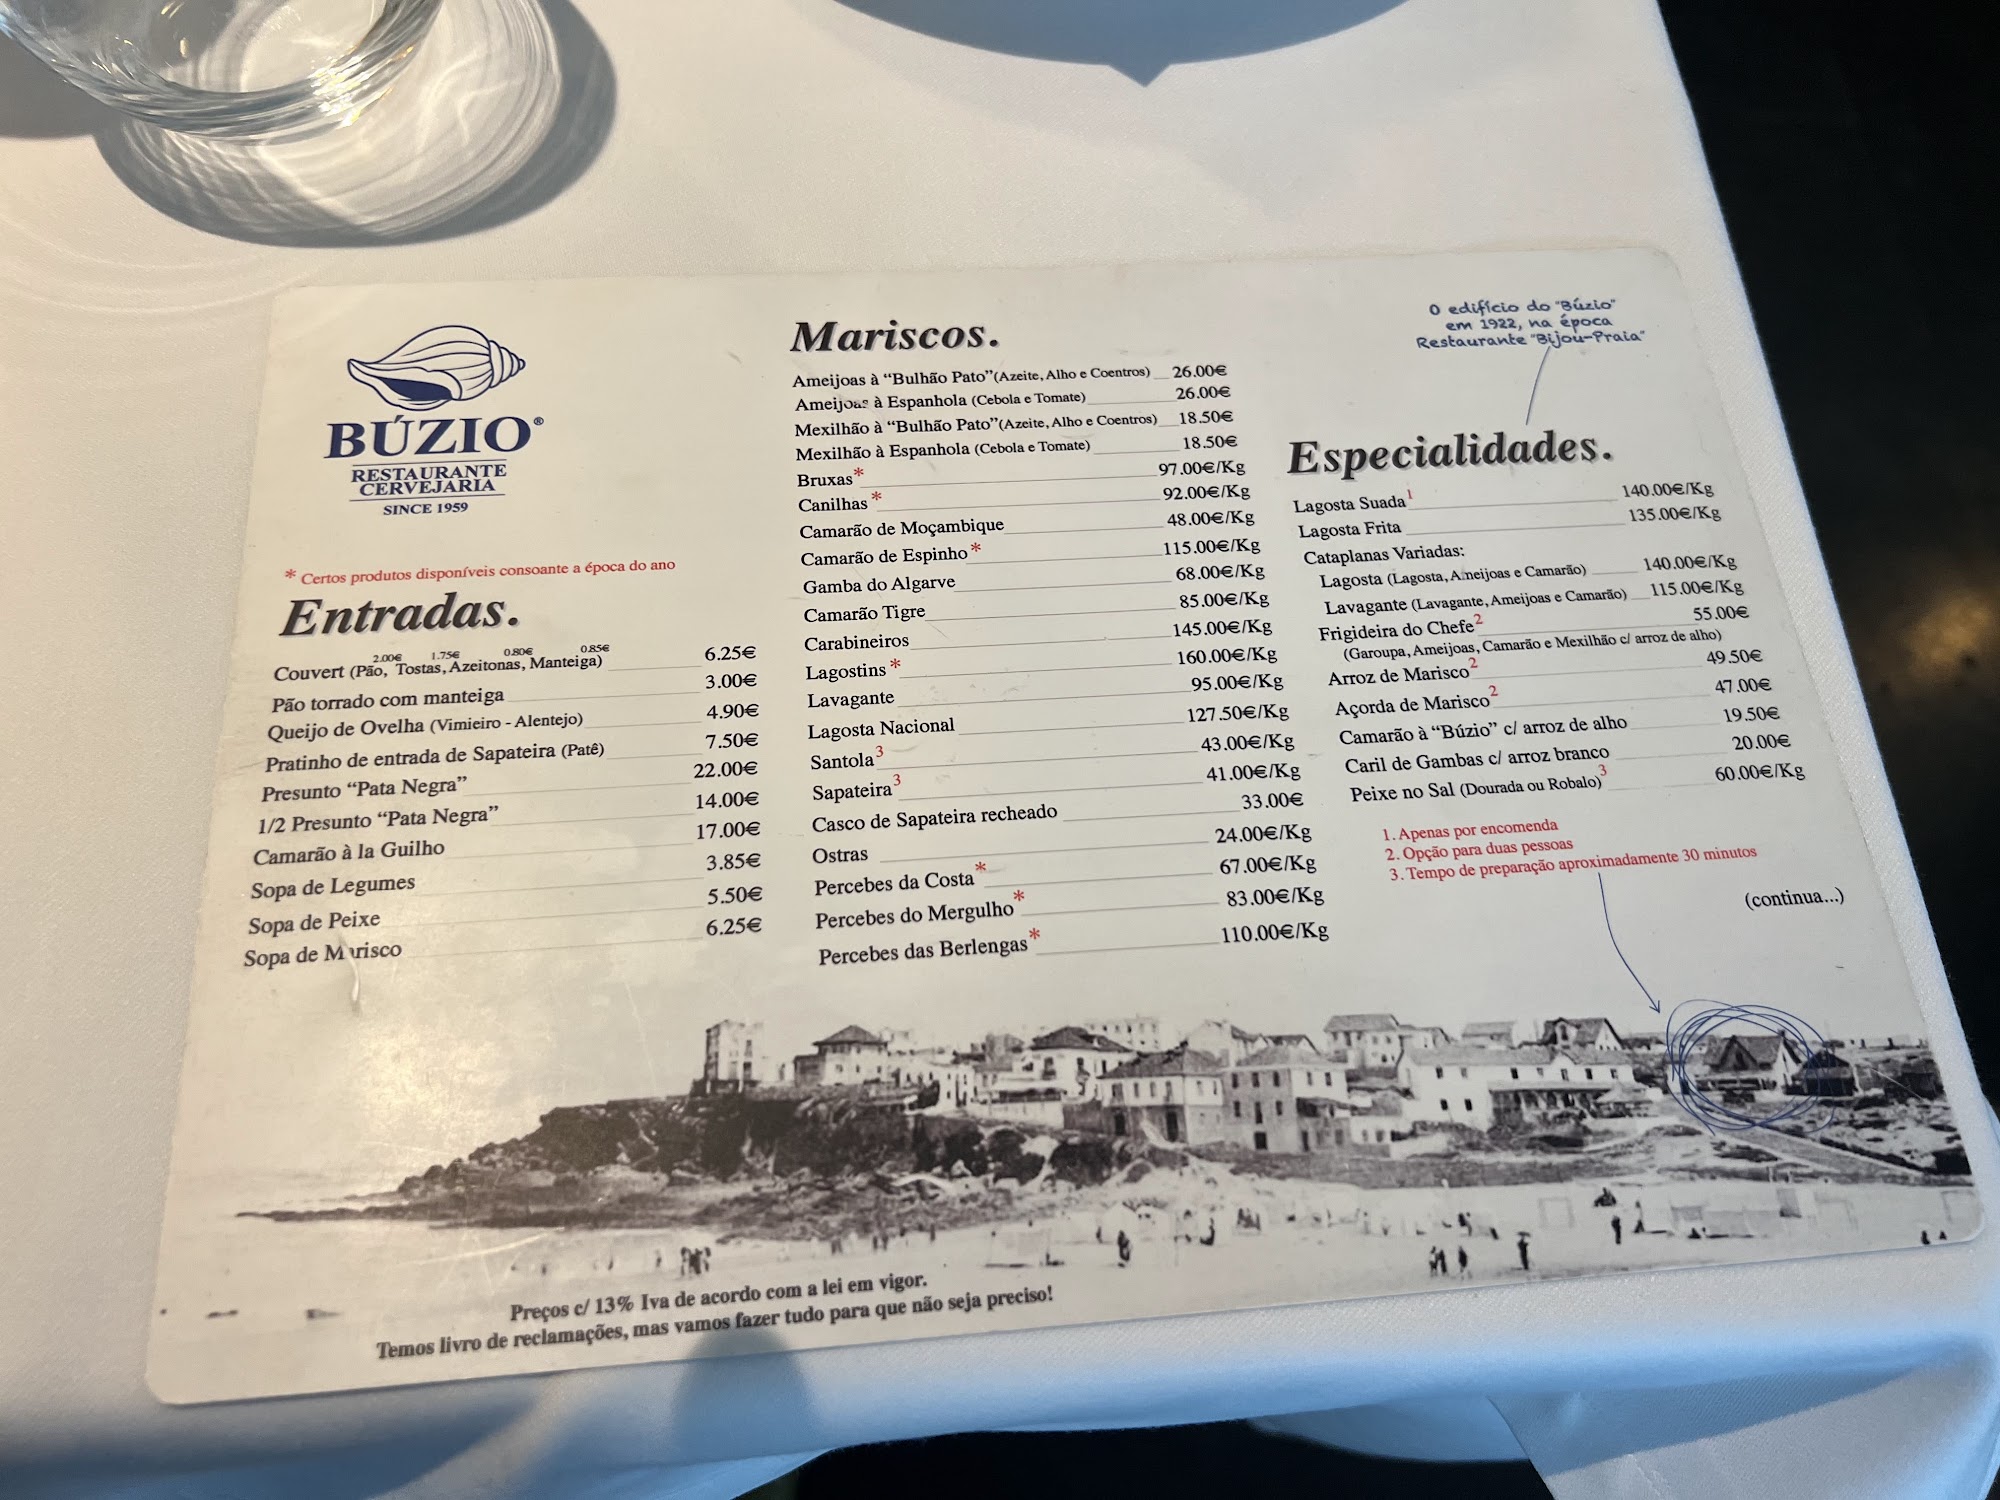 BÚZIO®
RESTAURANTE
CERVEJARIA
SINCE 1959
* Certos produtos disponíveis consoante a época do ano
Entradas.
2.00€ 1.75€ 0.80€ 0.85€
Couvert (Pão, Tostas, Azeitonas, Manteiga) 6.25€
Pão torrado com manteiga 3.00€
Queijo de Ovelha (Vimieiro - Alentejo) 4.90€
Pratinho de entrada de Sapateira (Patê) 7.50€
Presunto “Pata Negra” 22.00€
1/2 Presunto “Pata Negra” 14.00€
Camarão à la Guilho 17.00€
Sopa de Legumes 3.85€
Sopa de Peixe 5.50€
Sopa de Marisco 6.25€
Mariscos.
Ameijoas à “Bulhão Pato”(Azeite, Alho e Coentros) 26.00€
Ameijoas à Espanhola (Cebola e Tomate) 26.00€
Mexilhão à “Bulhão Pato”(Azeite, Alho e Coentros) 18.50€
Mexilhão à Espanhola (Cebola e Tomate) 18.50€
Bruxas* 97.00€/Kg
Canilhas* 92.00€/Kg
Camarão de Moçambique 48.00€/Kg
Camarão de Espinho* 115.00€/Kg
Gamba do Algarve 68.00€/Kg
Camarão Tigre 85.00€/Kg
Carabineiros 145.00€/Kg
Lagostins* 160.00€/Kg
Lavagante 95.00€/Kg
Lagosta Nacional 127.50€/Kg
Santola3 43.00€/Kg
Sapateira3 41.00€/Kg
Casco de Sapateira recheado 33.00€
Ostras 24.00€/Kg
Percebes da Costa* 67.00€/Kg
Percebes do Mergulho* 83.00€/Kg
Percebes das Berlengas* 110.00€/Kg
O edifício do "Búzio"
em 1922, na época
Restaurante "Bijou-Praia"
Especialidades.
Lagosta Suada1 140.00€/Kg
Lagosta Frita 135.00€/Kg
Cataplanas Variadas:
Lagosta (Lagosta, Ameijoas e Camarão) 140.00€/Kg
Lavagante (Lavagante, Ameijoas e Camarão) 115.00€/Kg
Frigideira do Chefe2 55.00€
(Garoupa, Ameijoas, Camarão e Mexilhão c/ arroz de alho)
Arroz de Marisco2 49.50€
Açorda de Marisco2 47.00€
Camarão à “Búzio” c/ arroz de alho 19.50€
Caril de Gambas c/ arroz branco 20.00€
Peixe no Sal (Dourada ou Robalo)3 60.00€/Kg
1. Apenas por encomenda
2. Opção para duas pessoas
3. Tempo de preparação aproximadamente 30 minutos
(continua...)
Preços c/ 13% Iva de acordo com a lei em vigor.
Temos livro de reclamações, mas vamos fazer tudo para que não seja preciso!